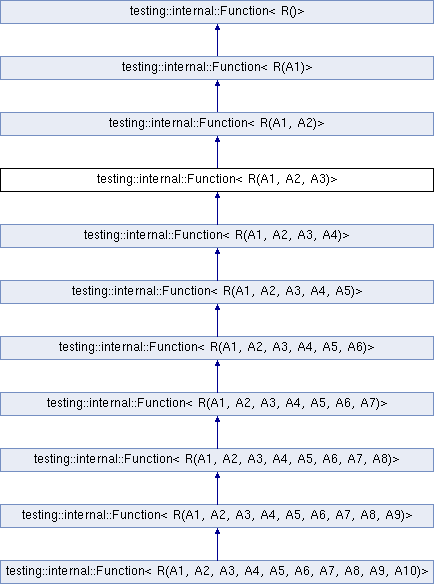 testing::internal::Function< R()>
testing::internal::Function< R(A1)>
testing::internal::Function< R(A1, A2)>
testing::internal::Function< R(A1, A2, A3)>
testing::internal::Function< R(A1, A2, A3, A4)>
testing::internal::Function< R(A1, A2, A3, A4, A5)>
testing::internal::Function< R(A1, A2, A3, A4, A5, A6)>
testing::internal::Function< R(A1, A2, A3, A4, A5, A6, A7)>
testing::internal::Function< R(A1, A2, A3, A4, A5, A6, A7, A8)>
testing::internal::Function< R(A1, A2, A3, A4, A5, A6, A7, A8, A9)>
testing::internal::Function< R(A1, A2, A3, A4, A5, A6, A7, A8, A9, A10)>